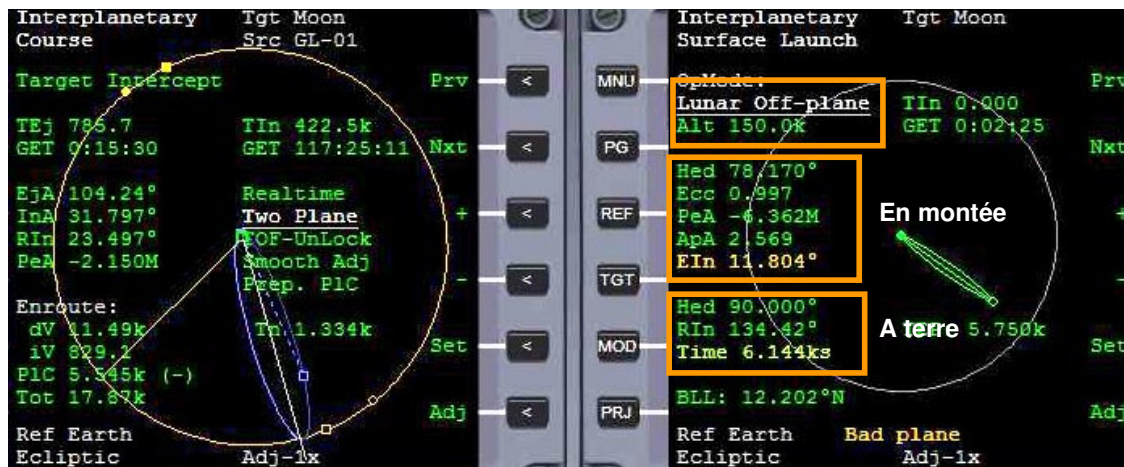 Interplanetary Tgt Moon
Course Src GL-01
Target Intercept Prv
TEj 785.7 TIn 422.5k
GET 0:15:30 GET 117:25:11 Nxt
EjA 104.24° Realtime
InA 31.797° Two Plane +
RIn 23.497° EOF-UnLock
PeA -2.150M Smooth Adj -
Prep. PlC
Enroute:
dV 11.49k Tn 1.334k
iV 829.2 Set
PlC 5.545k (-)
Tot 17.87k Adj
Ref Earth
Ecliptic Adj-1x
< MNU
< PG
< REF
< TGT
< MOD
< PRJ
Interplanetary Tgt Moon
Surface Launch
OpMode: Prv
Lunar Off-plane TIn 0.000
Alt 150.0k GET 0:02:25
Nxt
Hed 78.170°
Ecc 0.997
PeA -6.362M En montée +
ApA 2.569
EIn 11.804° -
Hed 90.000°
RIn 134.42° A terre 5.750k
Time 6.144ks Set
BLL: 12.202°N Adj
Ref Earth Bad plane
Ecliptic Adj-1x